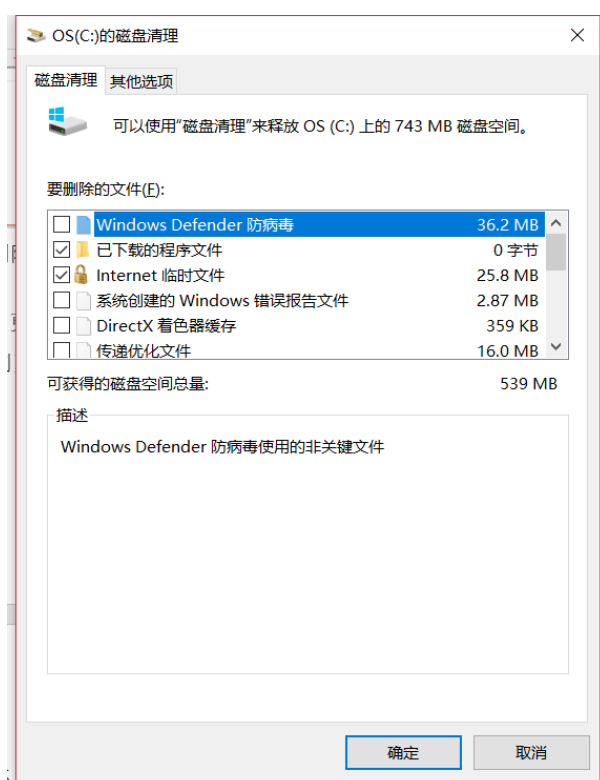 OS(C:)的磁盘清理
磁盘清理 其他选项
可以使用“磁盘清理”来释放 OS (C:) 上的 743 MB 磁盘空间。
要删除的文件(F):
Windows Defender 防病毒 36.2 MB
已下载的程序文件 0 字节
Internet 临时文件 25.8 MB
系统创建的 Windows 错误报告文件 2.87 MB
DirectX 着色器缓存 359 KB
传递优化文件 16.0 MB
可获得的磁盘空间总量: 539 MB
描述
Windows Defender 防病毒使用的非关键文件
确定 取消